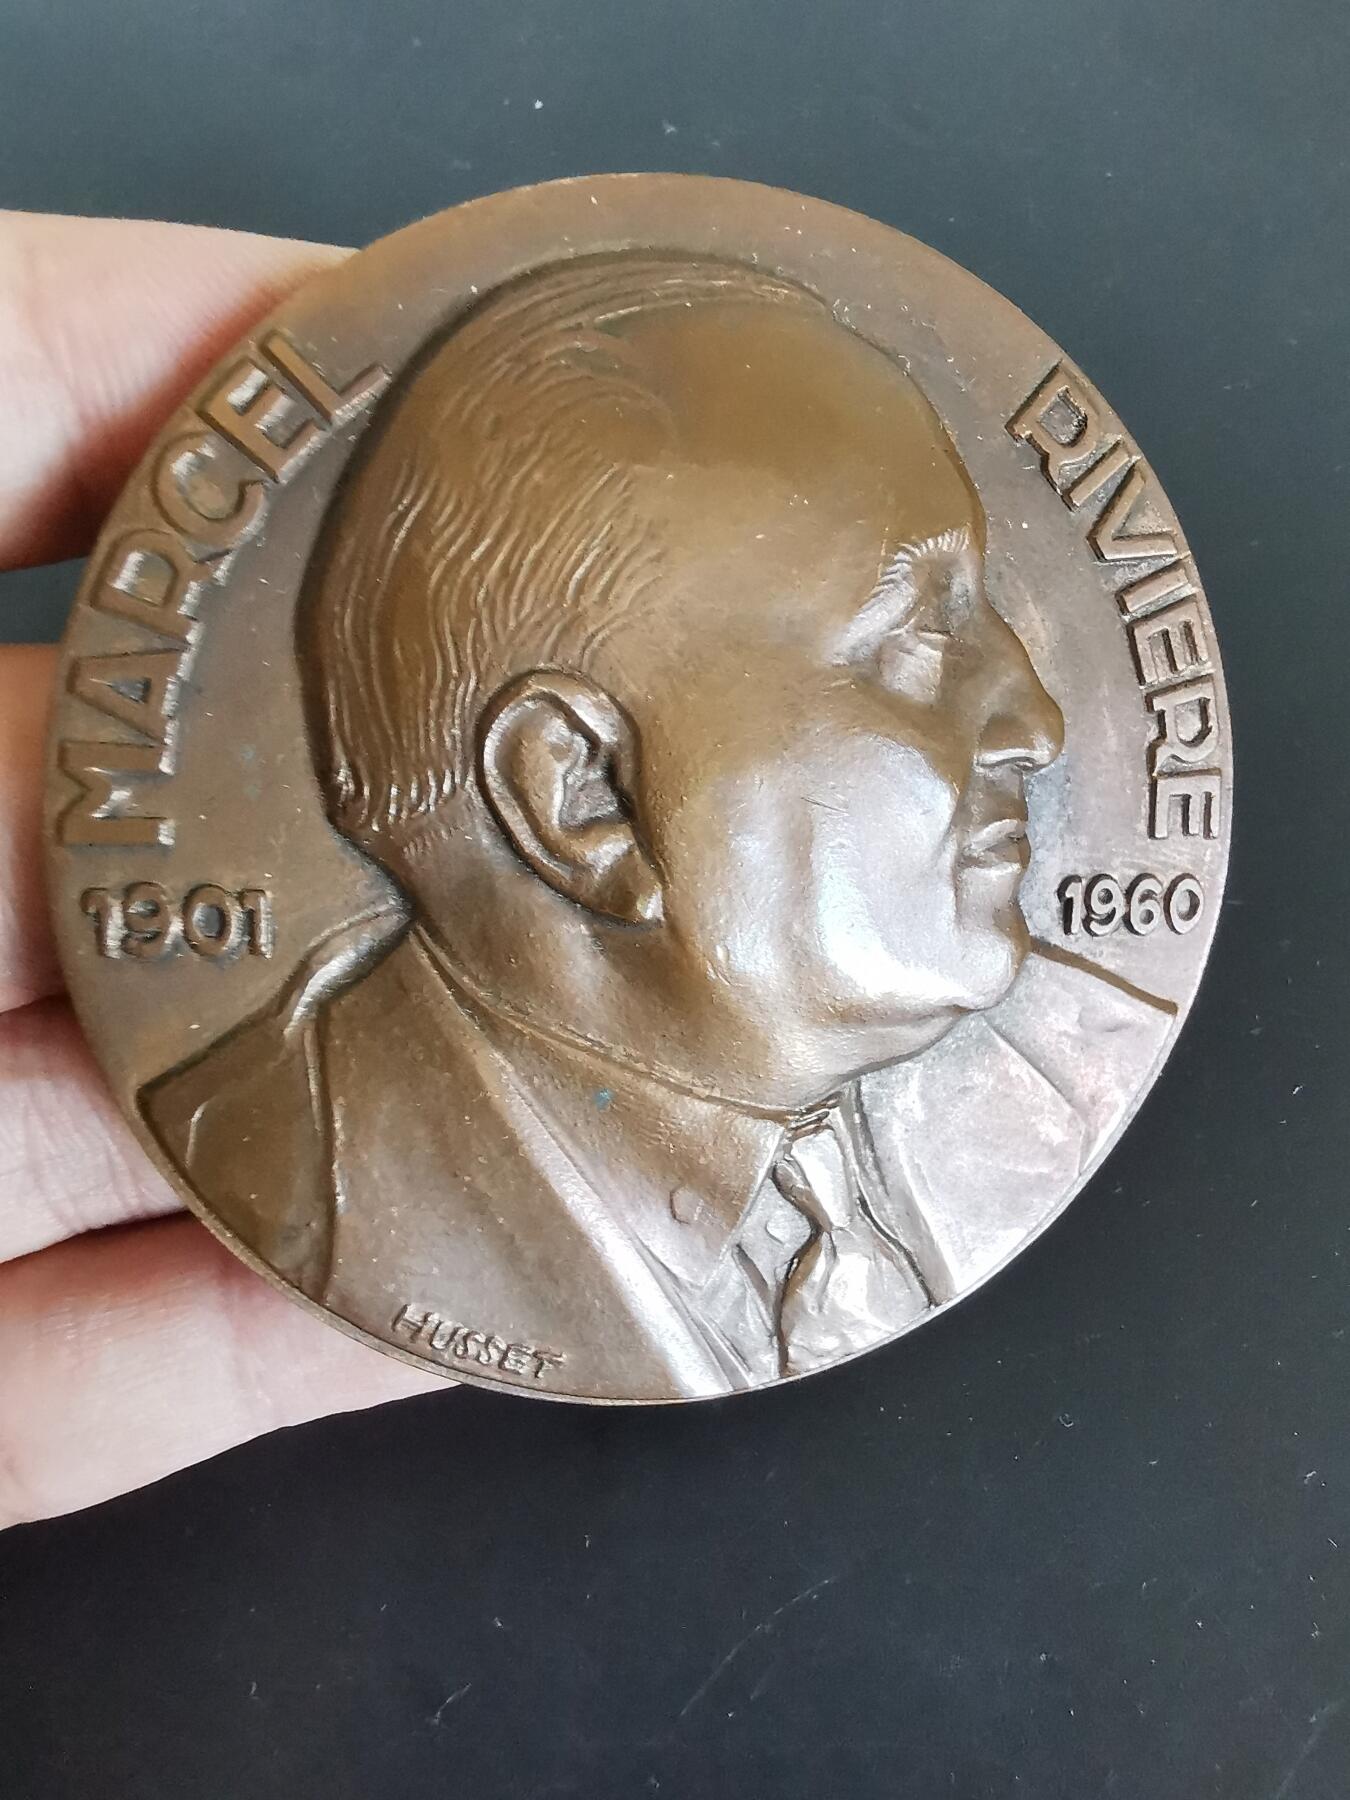 MARCEL
RIVIERE
1901
1960
HUSSET